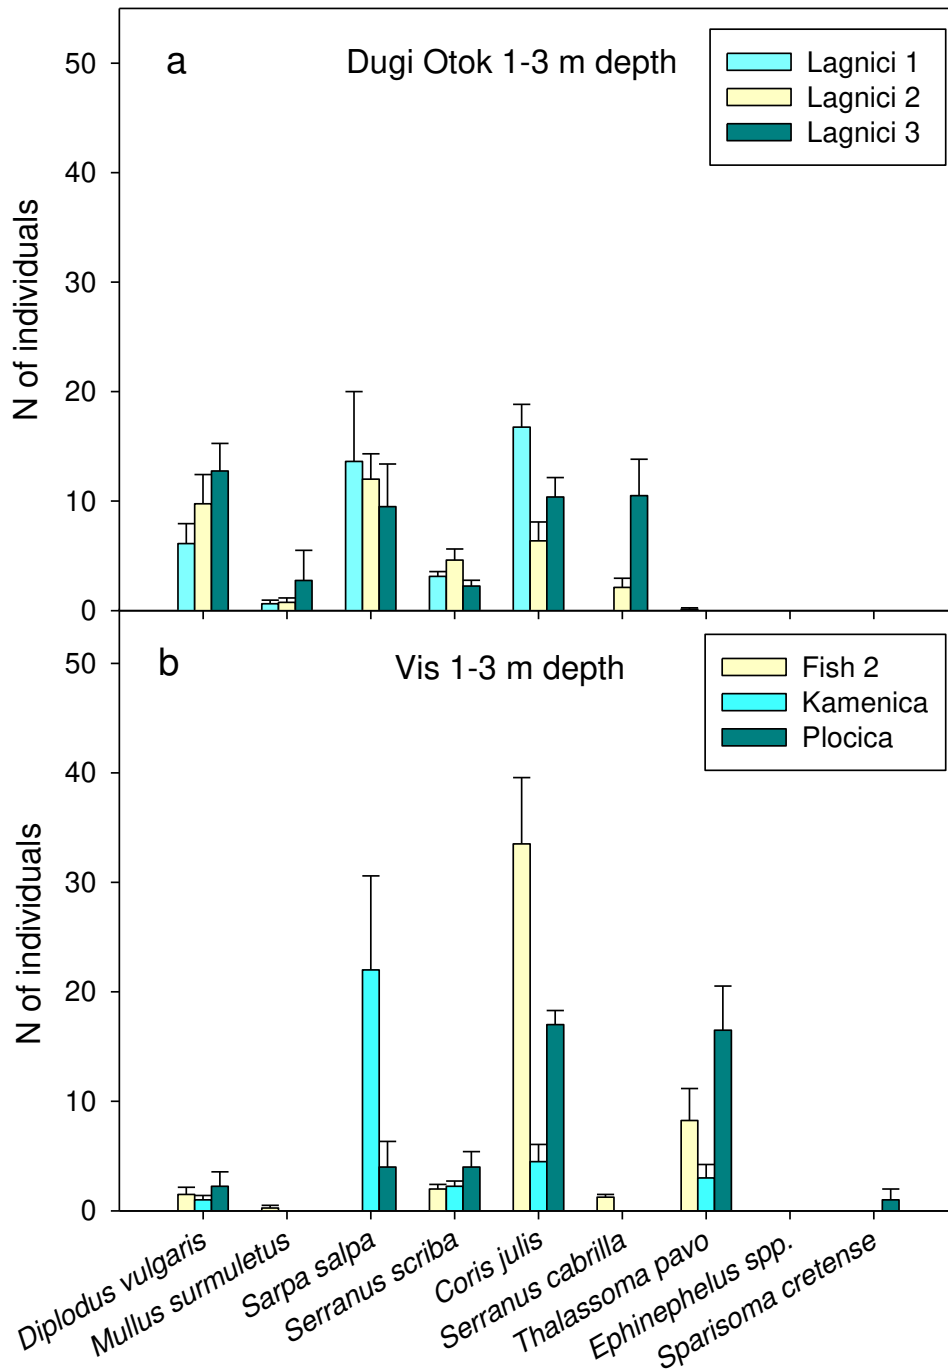 a
Dugi Otok 1-3 m depth
Lagnici 1
Lagnici 2
Lagnici 3
N of individuals
50
40
30
20
10
0
b
Vis 1-3 m depth
Fish 2
Kamenica
Plocica
N of individuals
50
40
30
20
10
0
Diplodus vulgaris
Mullus surmuletus
Sarpa salpa
Serranus scriba
Coris julis
Serranus cabrilla
Thalassoma pavo
Ephinephelus spp.
Sparisoma cretense